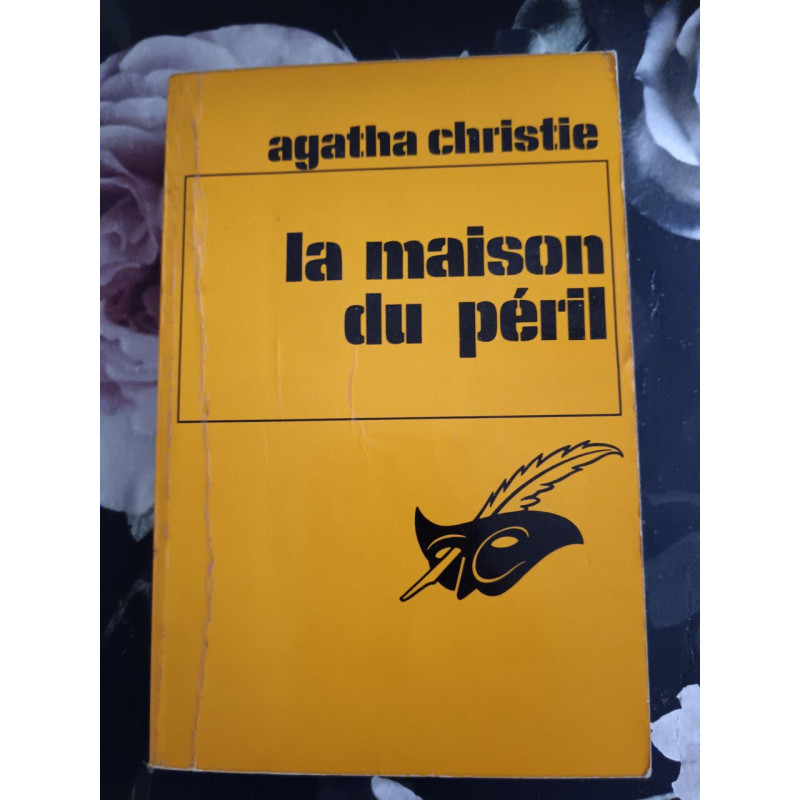 agatha christie
la maison
du péril